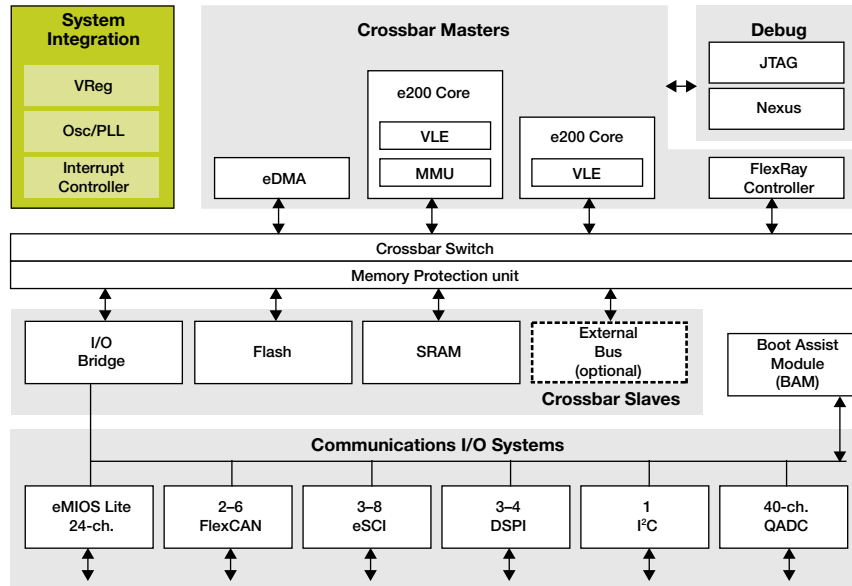 System
Integration
VReg
Osc/PLL
Interrupt
Controller
Crossbar Masters
eDMA
e200 Core
VLE
MMU
e200 Core
VLE
Debug
JTAG
Nexus
FlexRay
Controller
Crossbar Switch
Memory Protection unit
I/O
Bridge
Flash
SRAM
External
Bus
(optional)
Crossbar Slaves
Boot Assist
Module
(BAM)
Communications I/O Systems
eMIOS Lite
24-ch.
2–6
FlexCAN
3–8
eSCI
3–4
DSPI
1
I²C
40-ch.
QADC